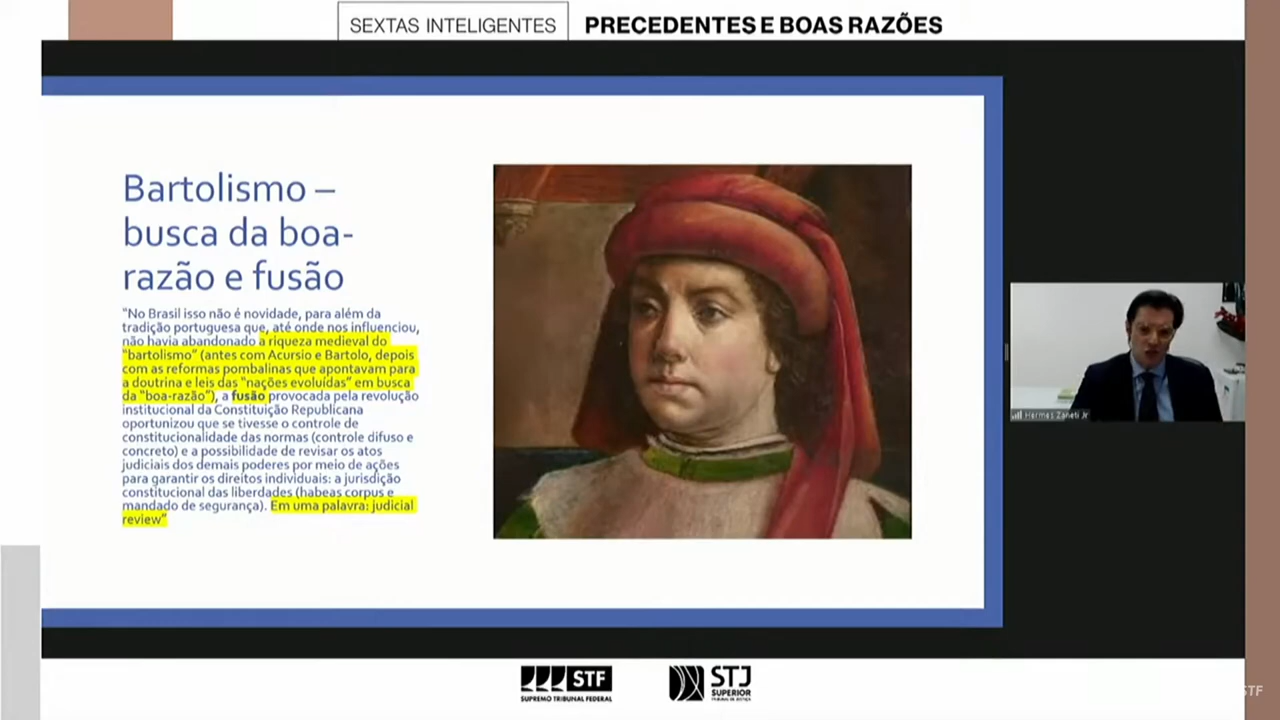 SEXTAS INTELIGENTES PRECEDENTES E BOAS RAZÕES
Bartolismo –
busca da boa-
razão e fusão
“No Brasil isso não é novidade, para além da
tradição portuguesa que, até onde nos influenciou,
não havia abandonado a riqueza medieval do
“bartolismo” (antes com Acursio e Bartolo, depois
com as reformas pombalinas que apontavam para
a doutrina e leis das “nações evoluídas” em busca
da “boa-razão”), a fusão provocada pela revolução
institucional da Constituição Republicana
oportunizou que se tivesse o controle de
constitucionalidade das normas (controle difuso e
concreto) e a possibilidade de revisar os atos
judiciais dos demais poderes por meio de ações
para garantir os direitos individuais: a jurisdição
constitucional das liberdades (habeas corpus e
mandado de segurança). Em uma palavra: judicial
review”
Hermes Zaneti Jr
STF
SUPREMO TRIBUNAL FEDERAL
STJ
SUPERIOR
TRIBUNAL DE JUSTIÇA
STF